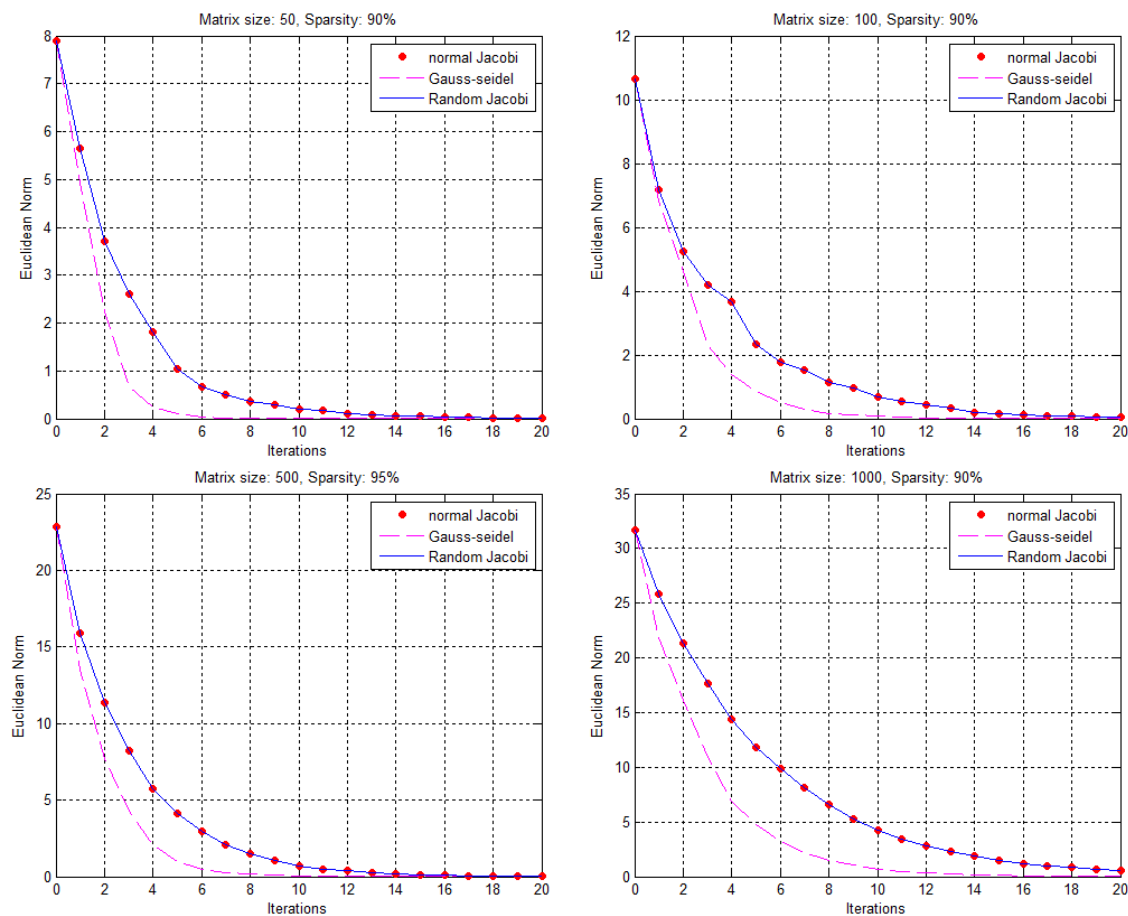 Matrix size: 50, Sparsity: 90%
8
7
6
5
4
3
2
1
0
Euclidean Norm
normal Jacobi
Gauss-seidel
Random Jacobi
0 2 4 6 8 10 12 14 16 18 20
Iterations
Matrix size: 100, Sparsity: 90%
12
10
8
6
4
2
0
Euclidean Norm
normal Jacobi
Gauss-seidel
Random Jacobi
0 2 4 6 8 10 12 14 16 18 20
Iterations
Matrix size: 500, Sparsity: 95%
25
20
15
10
5
0
Euclidean Norm
normal Jacobi
Gauss-seidel
Random Jacobi
0 2 4 6 8 10 12 14 16 18 20
Iterations
Matrix size: 1000, Sparsity: 90%
35
30
25
20
15
10
5
0
Euclidean Norm
normal Jacobi
Gauss-seidel
Random Jacobi
0 2 4 6 8 10 12 14 16 18 20
Iterations